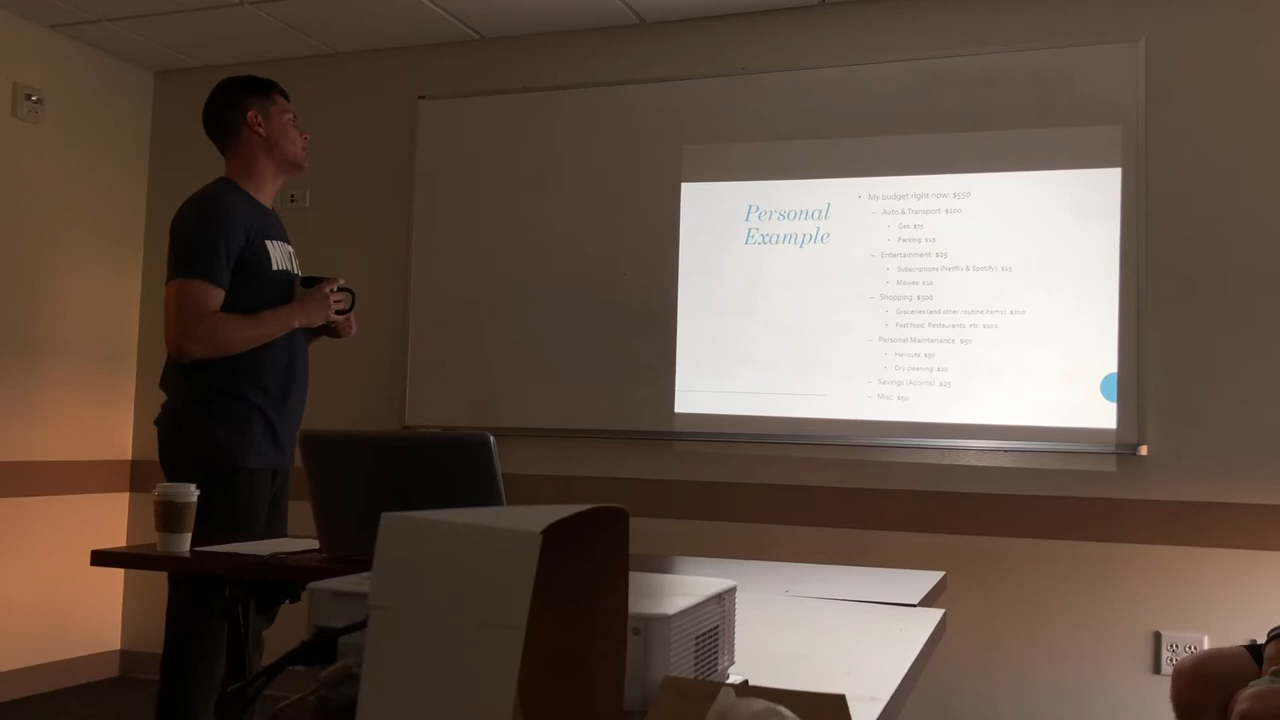 Personal
Example
• My budget right now: $550
– Auto & Transport: $100
• Gas: $75
• Parking: $15
– Entertainment: $25
• Subscriptions (Netflix & Spotify): $15
• Movies: $10
– Shopping: $300
• Groceries (and other routine items): $200
• Fast food, Restaurants, etc: $100
– Personal Maintenance: $50
• Haircuts: $30
• Dry cleaning: $20
– Savings (Acorns): $25
– Misc: $50